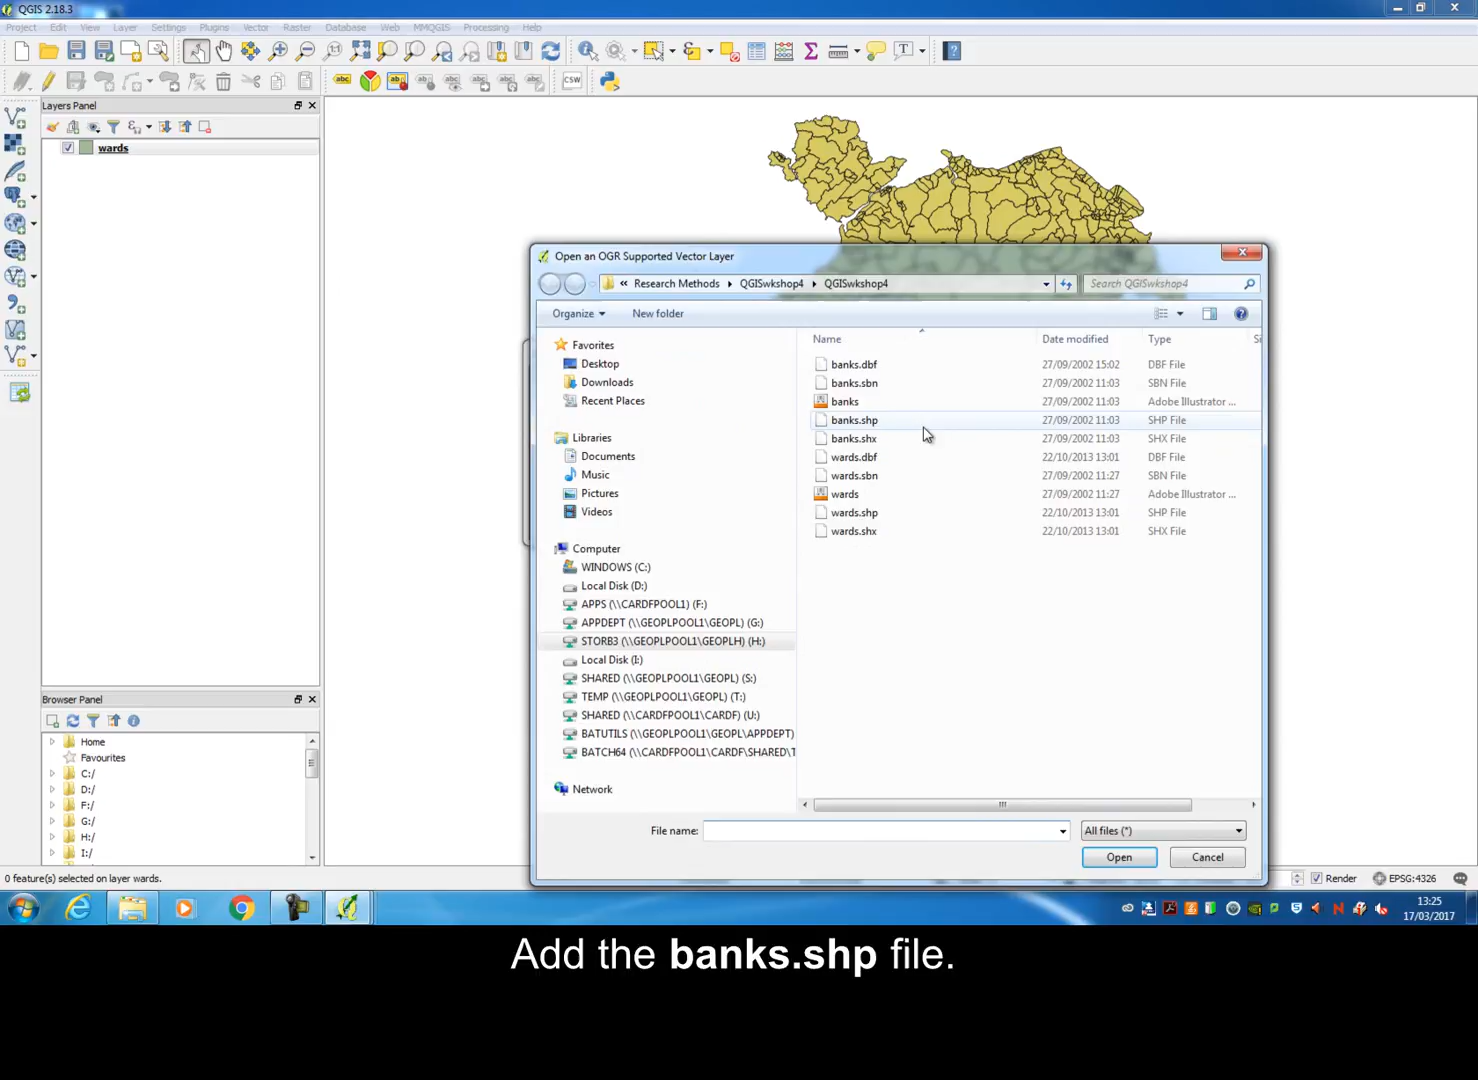 QGIS 2.18.3
Project Edit View Layer Settings Plugins Vector Raster Database Web MMQGIS Processing Help
abc ab abc CSW
Layers Panel
wards
Open an OGR Supported Vector Layer
« Research Methods QGISwkshop4 QGISwkshop4 Search QGISwkshop4
Organize New folder
Name Date modified Type Si
Favorites
Desktop
Downloads
Recent Places
Libraries
Documents
Music
Pictures
Videos
Computer
WINDOWS (C:)
Local Disk (D:)
APPS (\\CARDFPOOL1) (F:)
APPDEPT (\\GEOPLPOOL1\GEOPL) (G:)
STORB3 (\\GEOPLPOOL1\GEOPLH) (H:)
Local Disk (I:)
SHARED (\\GEOPLPOOL1\GEOPL) (S:)
TEMP (\\GEOPLPOOL1\GEOPL) (T:)
SHARED (\\CARDFPOOL1\CARDF) (U:)
BATUTILS (\\GEOPLPOOL1\GEOPL\APPDEPT)
BATCH64 (\\CARDFPOOL1\CARDF\SHARED\T
Network
banks.dbf 27/09/2002 15:02 DBF File
banks.sbn 27/09/2002 11:03 SBN File
banks 27/09/2002 11:03 Adobe Illustrator ...
banks.shp 27/09/2002 11:03 SHP File
banks.shx 27/09/2002 11:03 SHX File
wards.dbf 22/10/2013 13:01 DBF File
wards.sbn 27/09/2002 11:27 SBN File
wards 27/09/2002 11:27 Adobe Illustrator ...
wards.shp 22/10/2013 13:01 SHP File
wards.shx 22/10/2013 13:01 SHX File
File name: All files (*)
Open Cancel
Browser Panel
Home
Favourites
C:/
D:/
F:/
G:/
H:/
I:/
0 feature(s) selected on layer wards.
Render EPSG:4326
13:25
17/03/2017
Add the banks.shp file.